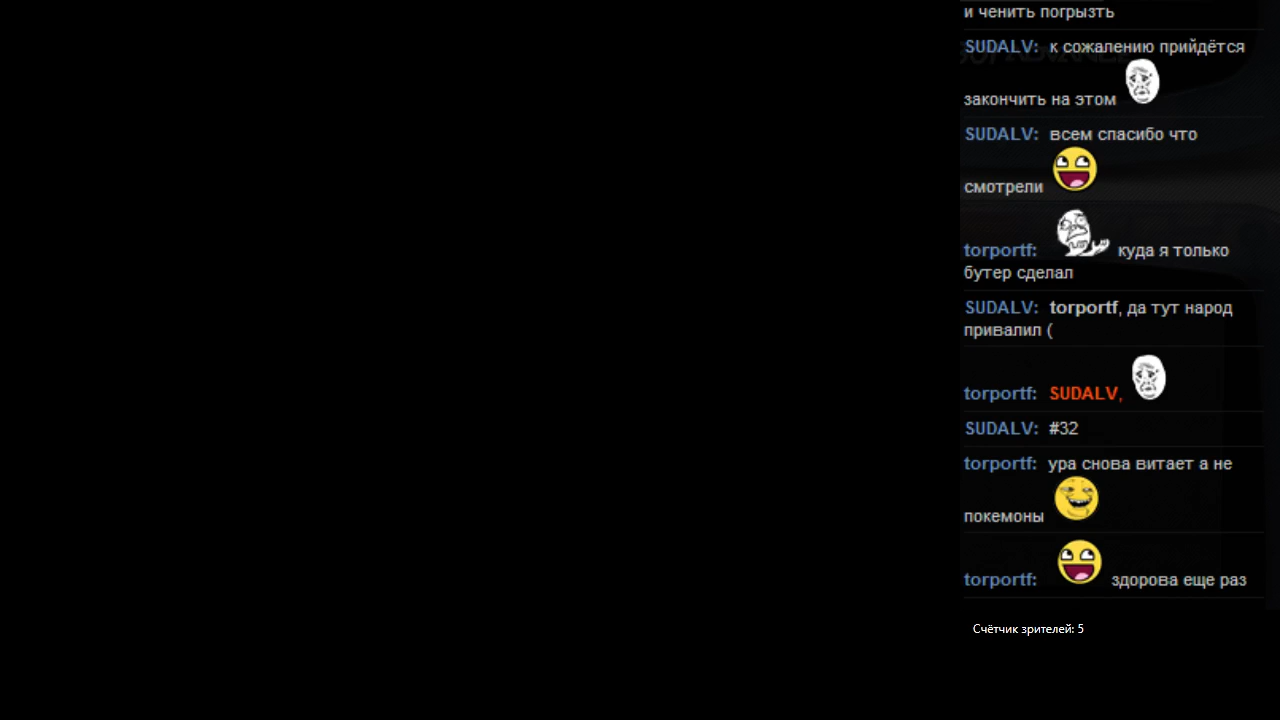 и ченить погрызть
SUDALV: к сожалению прийдётся
закончить на этом
SUDALV: всем спасибо что
смотрели
torportf: куда я только
бутер сделал
SUDALV: torportf, да тут народ
привалил (
torportf: SUDALV,
SUDALV: #32
torportf: ура снова витает а не
покемоны
torportf: здорова еще раз
Счётчик зрителей: 5